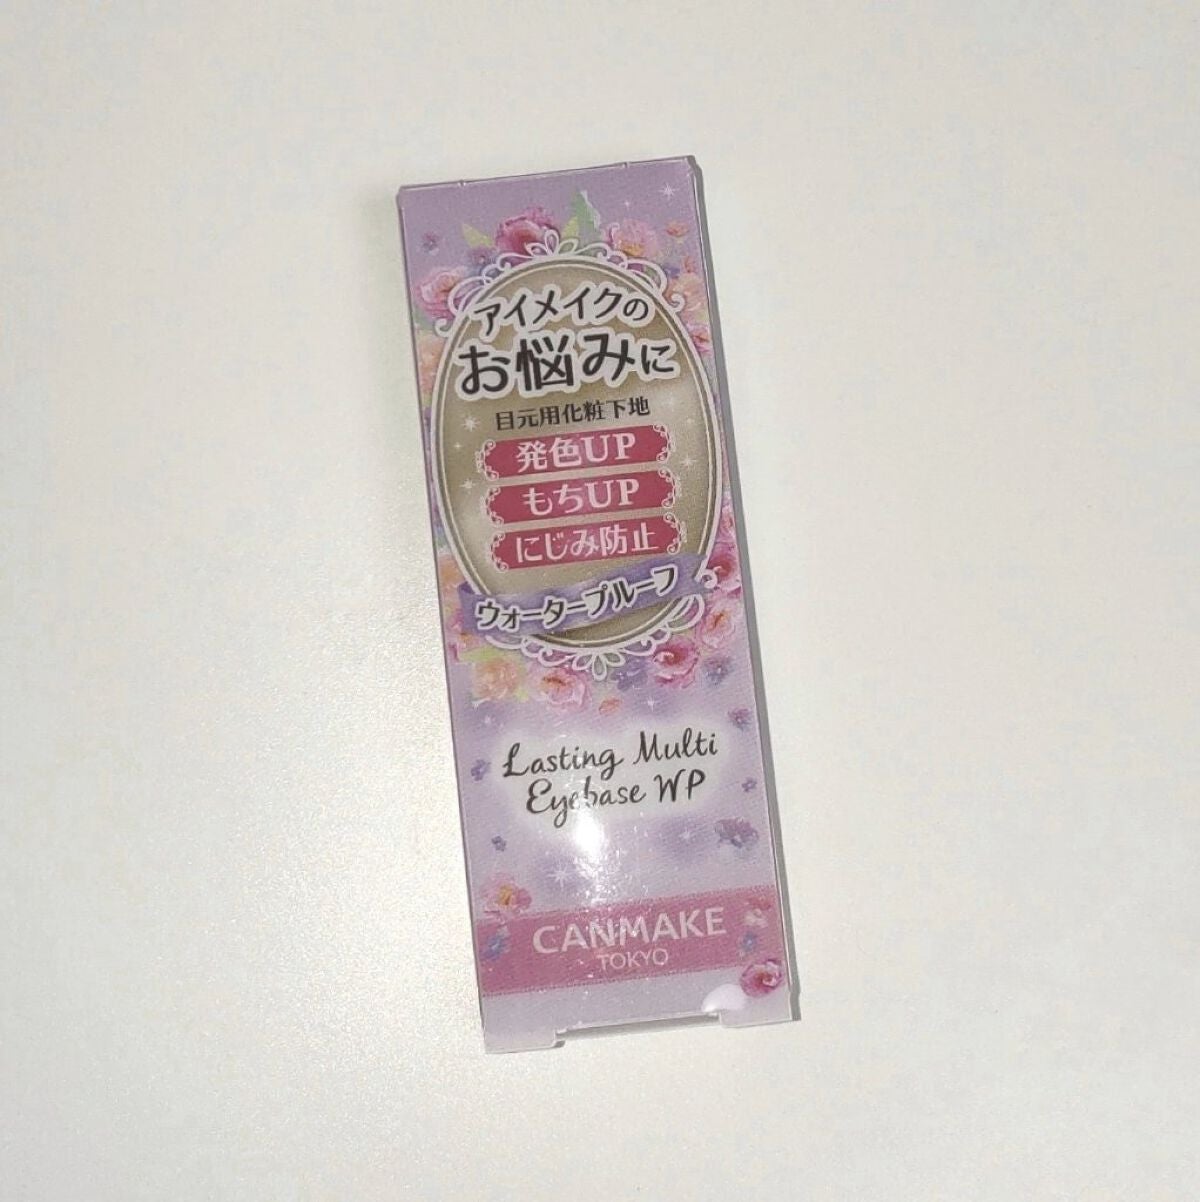 アイメイクの
お悩みに
目元用化粧下地
発色UP
もちUP
にじみ防止
ウォータープルーフ
Lasting Multi
Eyebase WP
CANMAKE
TOKYO